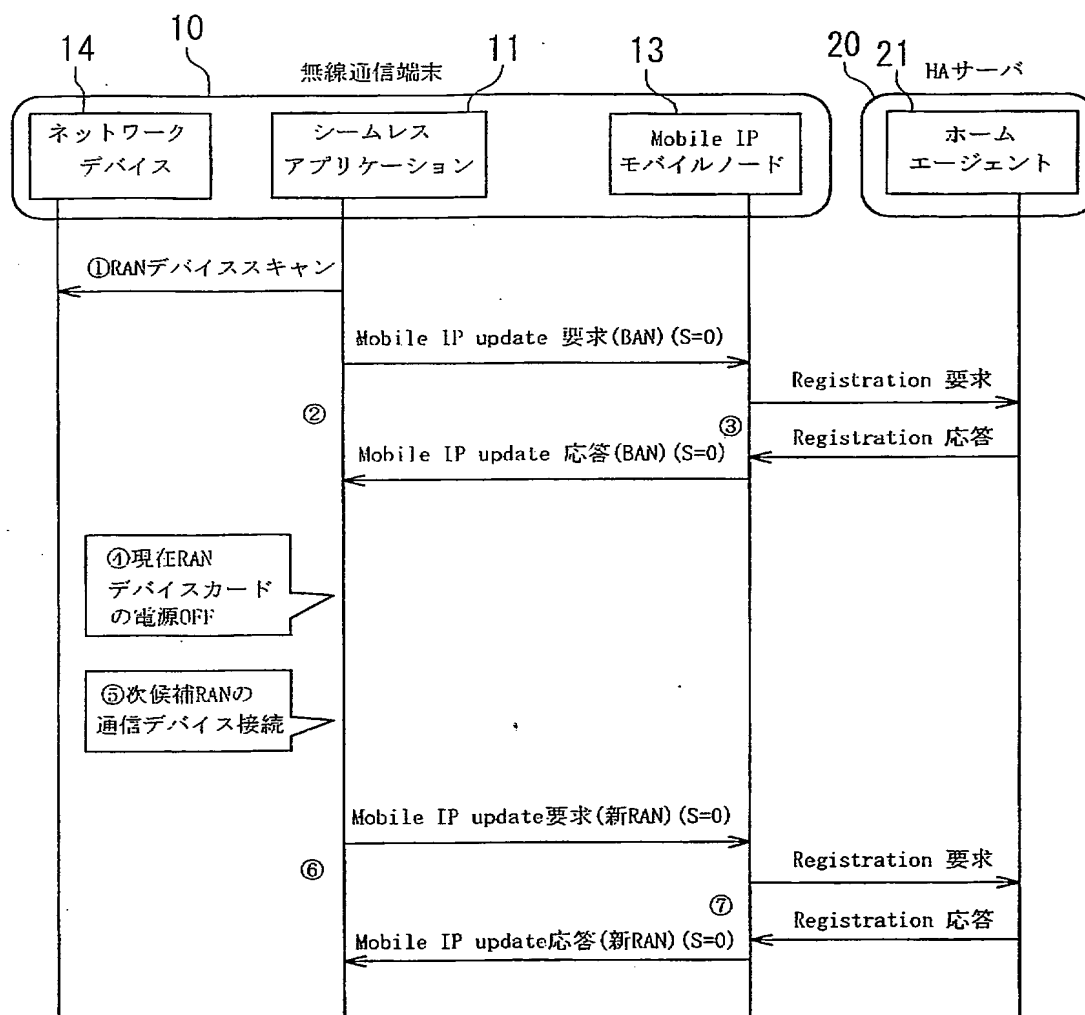 10
14
無線通信端末
11
13
20
21
HAサーバ
ネットワーク
デバイス
シームレス
アプリケーション
Mobile IP
モバイルノード
ホーム
エージェント
①RANデバイススキャン
Mobile IP update 要求(BAN)(S=0)
Registration 要求
②
③
Registration 応答
Mobile IP update 応答(BAN)(S=0)
④現在RAN
デバイスカード
の電源OFF
⑤次候補RANの
通信デバイス接続
Mobile IP update要求(新RAN)(S=0)
Registration 要求
⑥
⑦
Registration 応答
Mobile IP update応答(新RAN)(S=0)